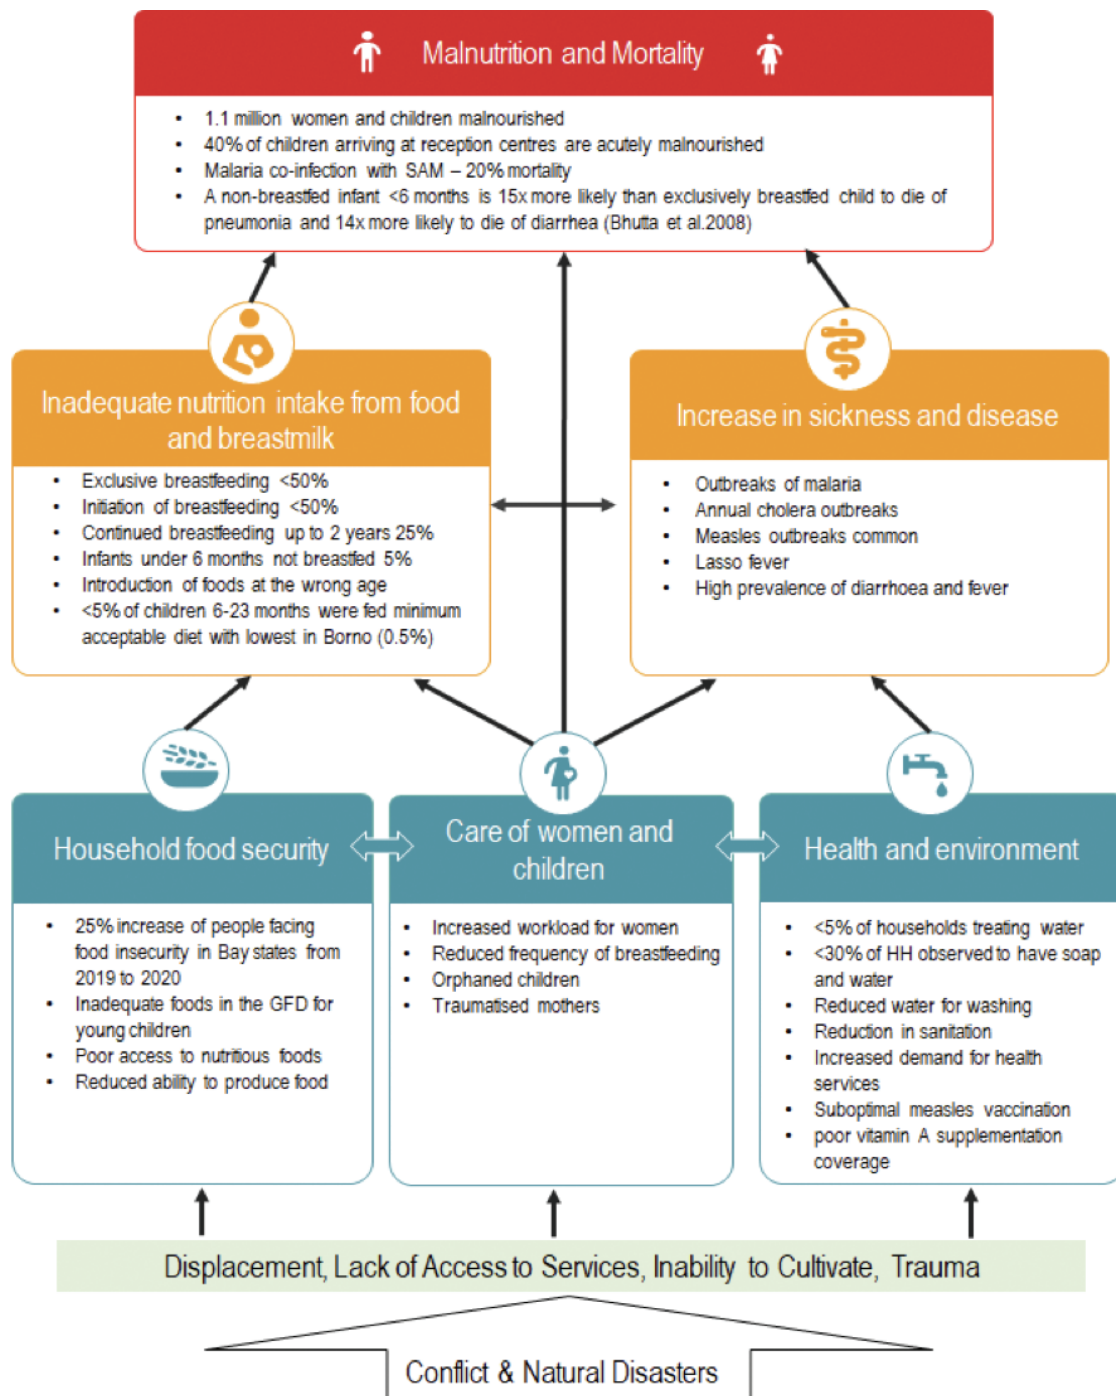 Malnutrition and Mortality
• 1.1 million women and children malnourished
• 40% of children arriving at reception centres are acutely malnourished
• Malaria co-infection with SAM – 20% mortality
• A non-breastfed infant <6 months is 15x more likely than exclusively breastfed child to die of
pneumonia and 14x more likely to die of diarrhea (Bhutta et al.2008)
Inadequate nutrition intake from food
and breastmilk
• Exclusive breastfeeding <50%
• Initiation of breastfeeding <50%
• Continued breastfeeding up to 2 years 25%
• Infants under 6 months not breastfed 5%
• Introduction of foods at the wrong age
• <5% of children 6-23 months were fed minimum
acceptable diet with lowest in Borno (0.5%)
Increase in sickness and disease
• Outbreaks of malaria
• Annual cholera outbreaks
• Measles outbreaks common
• Lasso fever
• High prevalence of diarrhoea and fever
Household food security
• 25% increase of people facing
food insecurity in Bay states from
2019 to 2020
• Inadequate foods in the GFD for
young children
• Poor access to nutritious foods
• Reduced ability to produce food
Care of women and
children
• Increased workload for women
• Reduced frequency of breastfeeding
• Orphaned children
• Traumatised mothers
Health and environment
• <5% of households treating water
• <30% of HH observed to have soap
and water
• Reduced water for washing
• Reduction in sanitation
• Increased demand for health
services
• Suboptimal measles vaccination
• poor vitamin A supplementation
coverage
Displacement, Lack of Access to Services, Inability to Cultivate, Trauma
Conflict & Natural Disasters